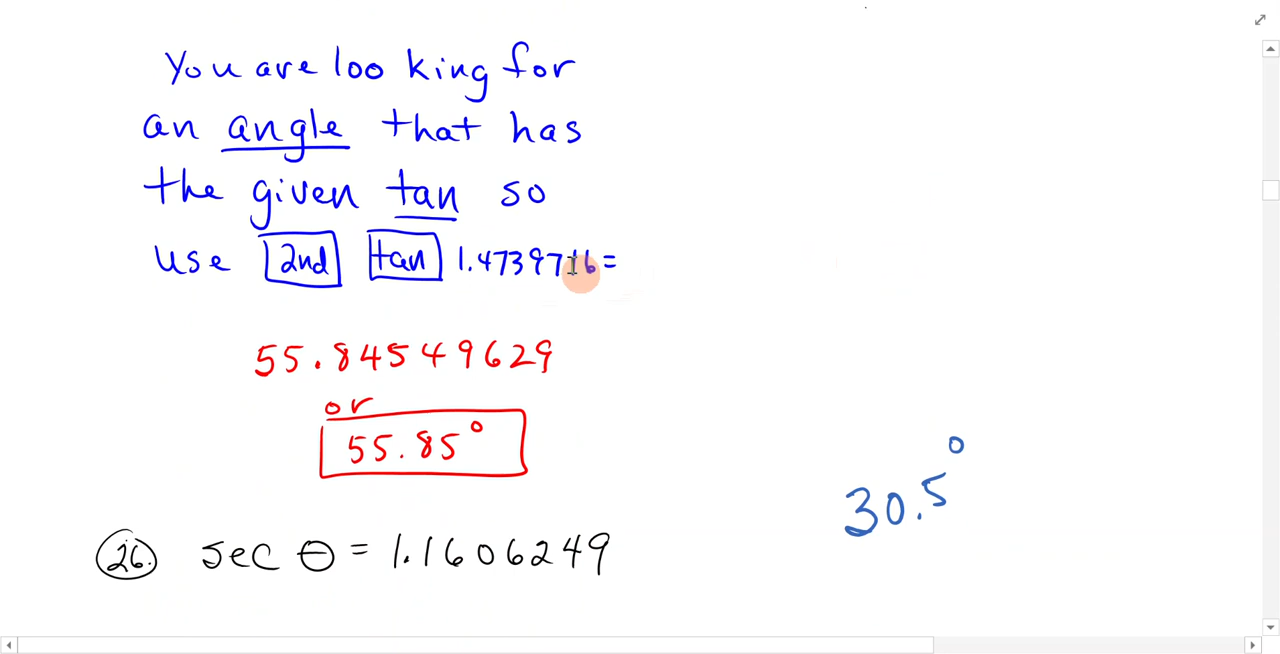 You are looking for
an angle that has
the given tan so
use 2nd tan 1.4739716=
55.84549629
or
55.85°
30.5°
26. sec θ = 1.1606249